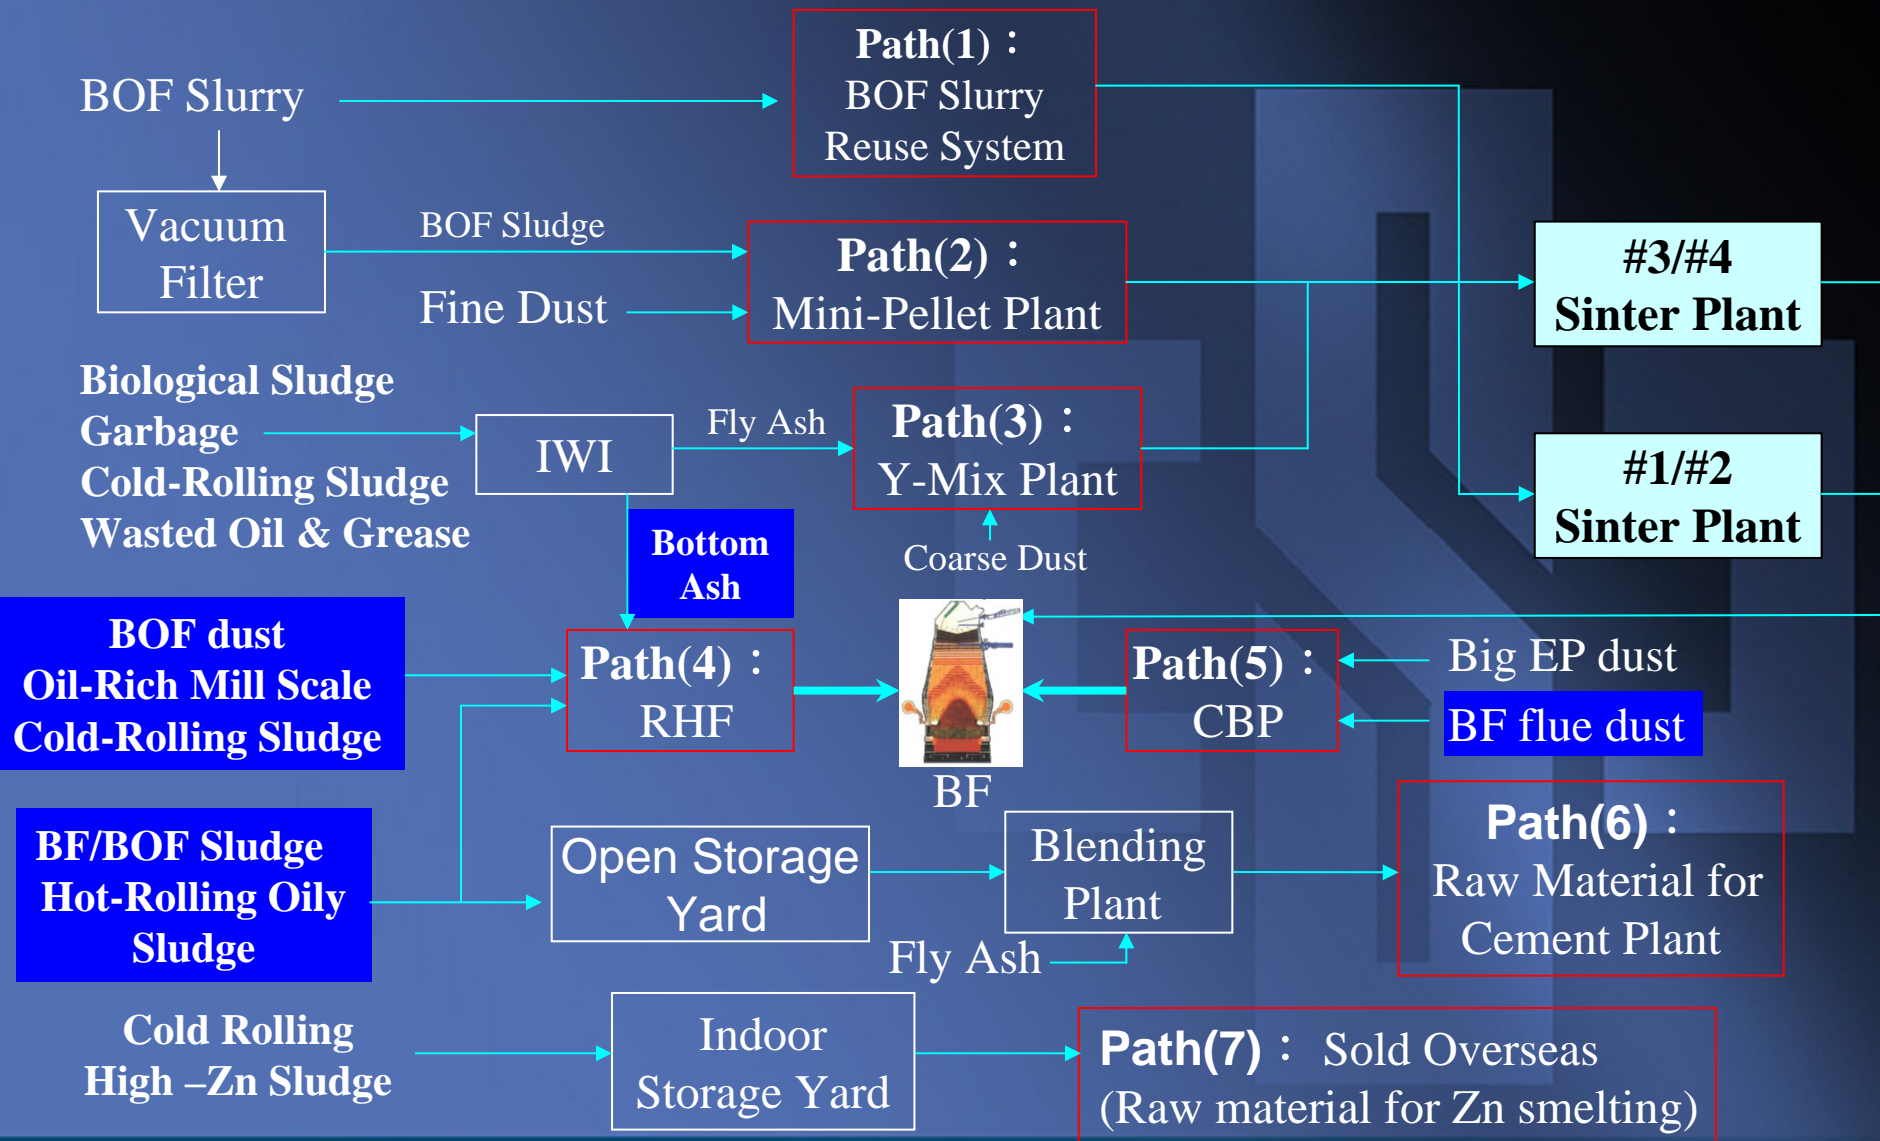 Path(1)：
BOF Slurry
Reuse System
BOF Slurry
Vacuum
Filter
BOF Sludge
Fine Dust
Path(2)：
Mini-Pellet Plant
#3/#4
Sinter Plant
Biological Sludge
Garbage
Cold-Rolling Sludge
Wasted Oil & Grease
IWI
Fly Ash
Path(3)：
Y-Mix Plant
Coarse Dust
#1/#2
Sinter Plant
Bottom
Ash
BOF dust
Oil-Rich Mill Scale
Cold-Rolling Sludge
Path(4)：
RHF
BF
Path(5)：
CBP
Big EP dust
BF flue dust
BF/BOF Sludge
Hot-Rolling Oily
Sludge
Open Storage
Yard
Blending
Plant
Fly Ash
Path(6)：
Raw Material for
Cement Plant
Cold Rolling
High –Zn Sludge
Indoor
Storage Yard
Path(7)： Sold Overseas
(Raw material for Zn smelting)